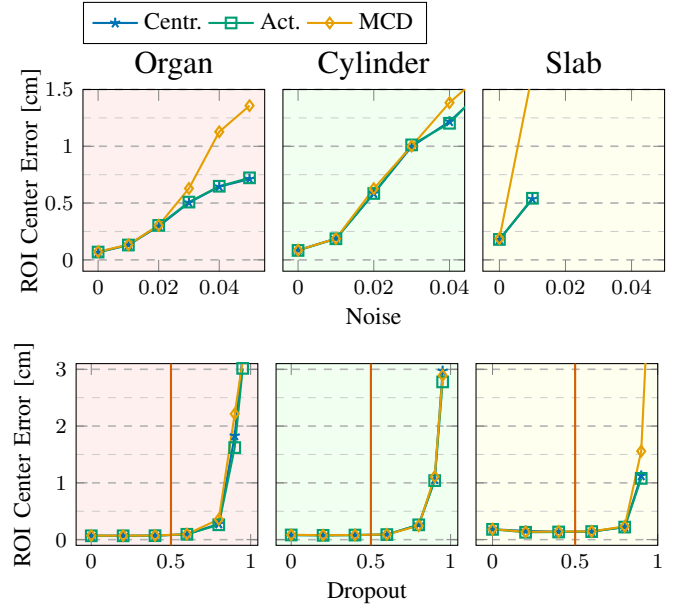 Centr. Act. MCD
Organ Cylinder Slab
ROI Center Error [cm]
1.5
1
0.5
0
0 0.02 0.04 0 0.02 0.04 0 0.02 0.04
Noise
ROI Center Error [cm]
3
2
1
0
0 0.5 1 0 0.5 1 0 0.5 1
Dropout